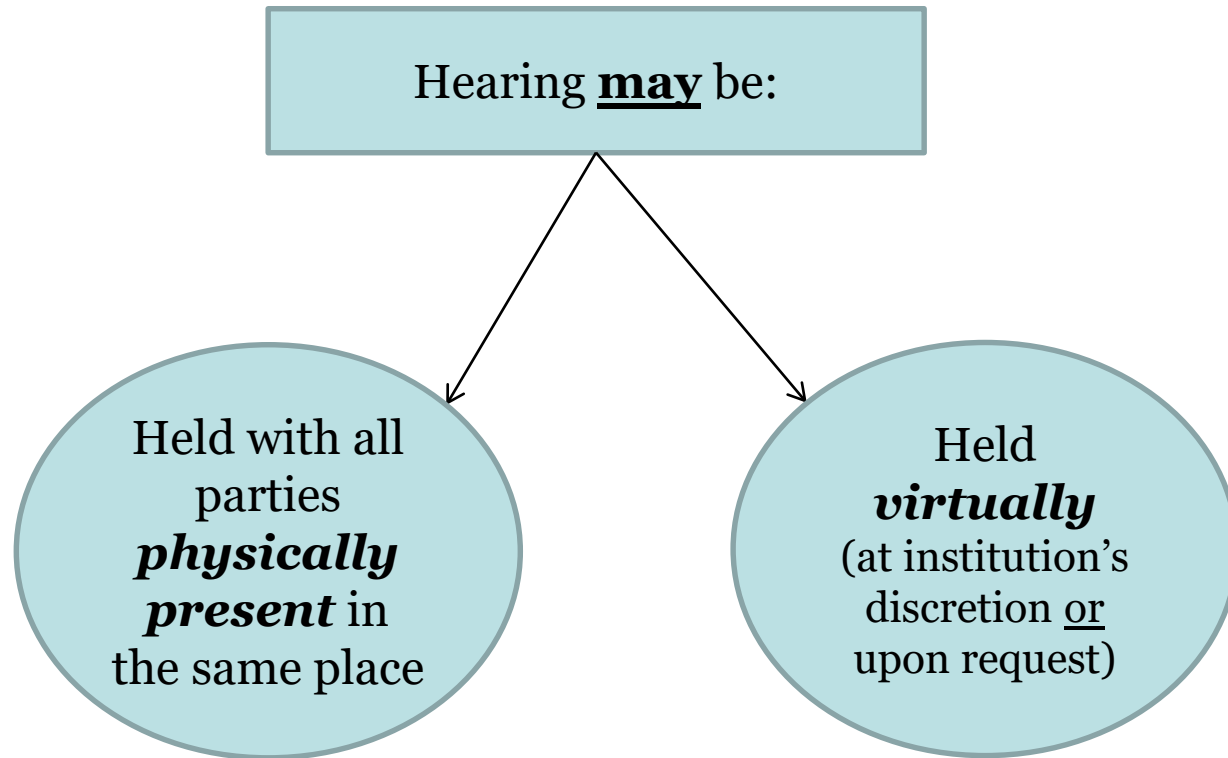 Hearing may be:
Held with all
parties
physically
present in
the same place
Held
virtually
(at institution’s
discretion or
upon request)